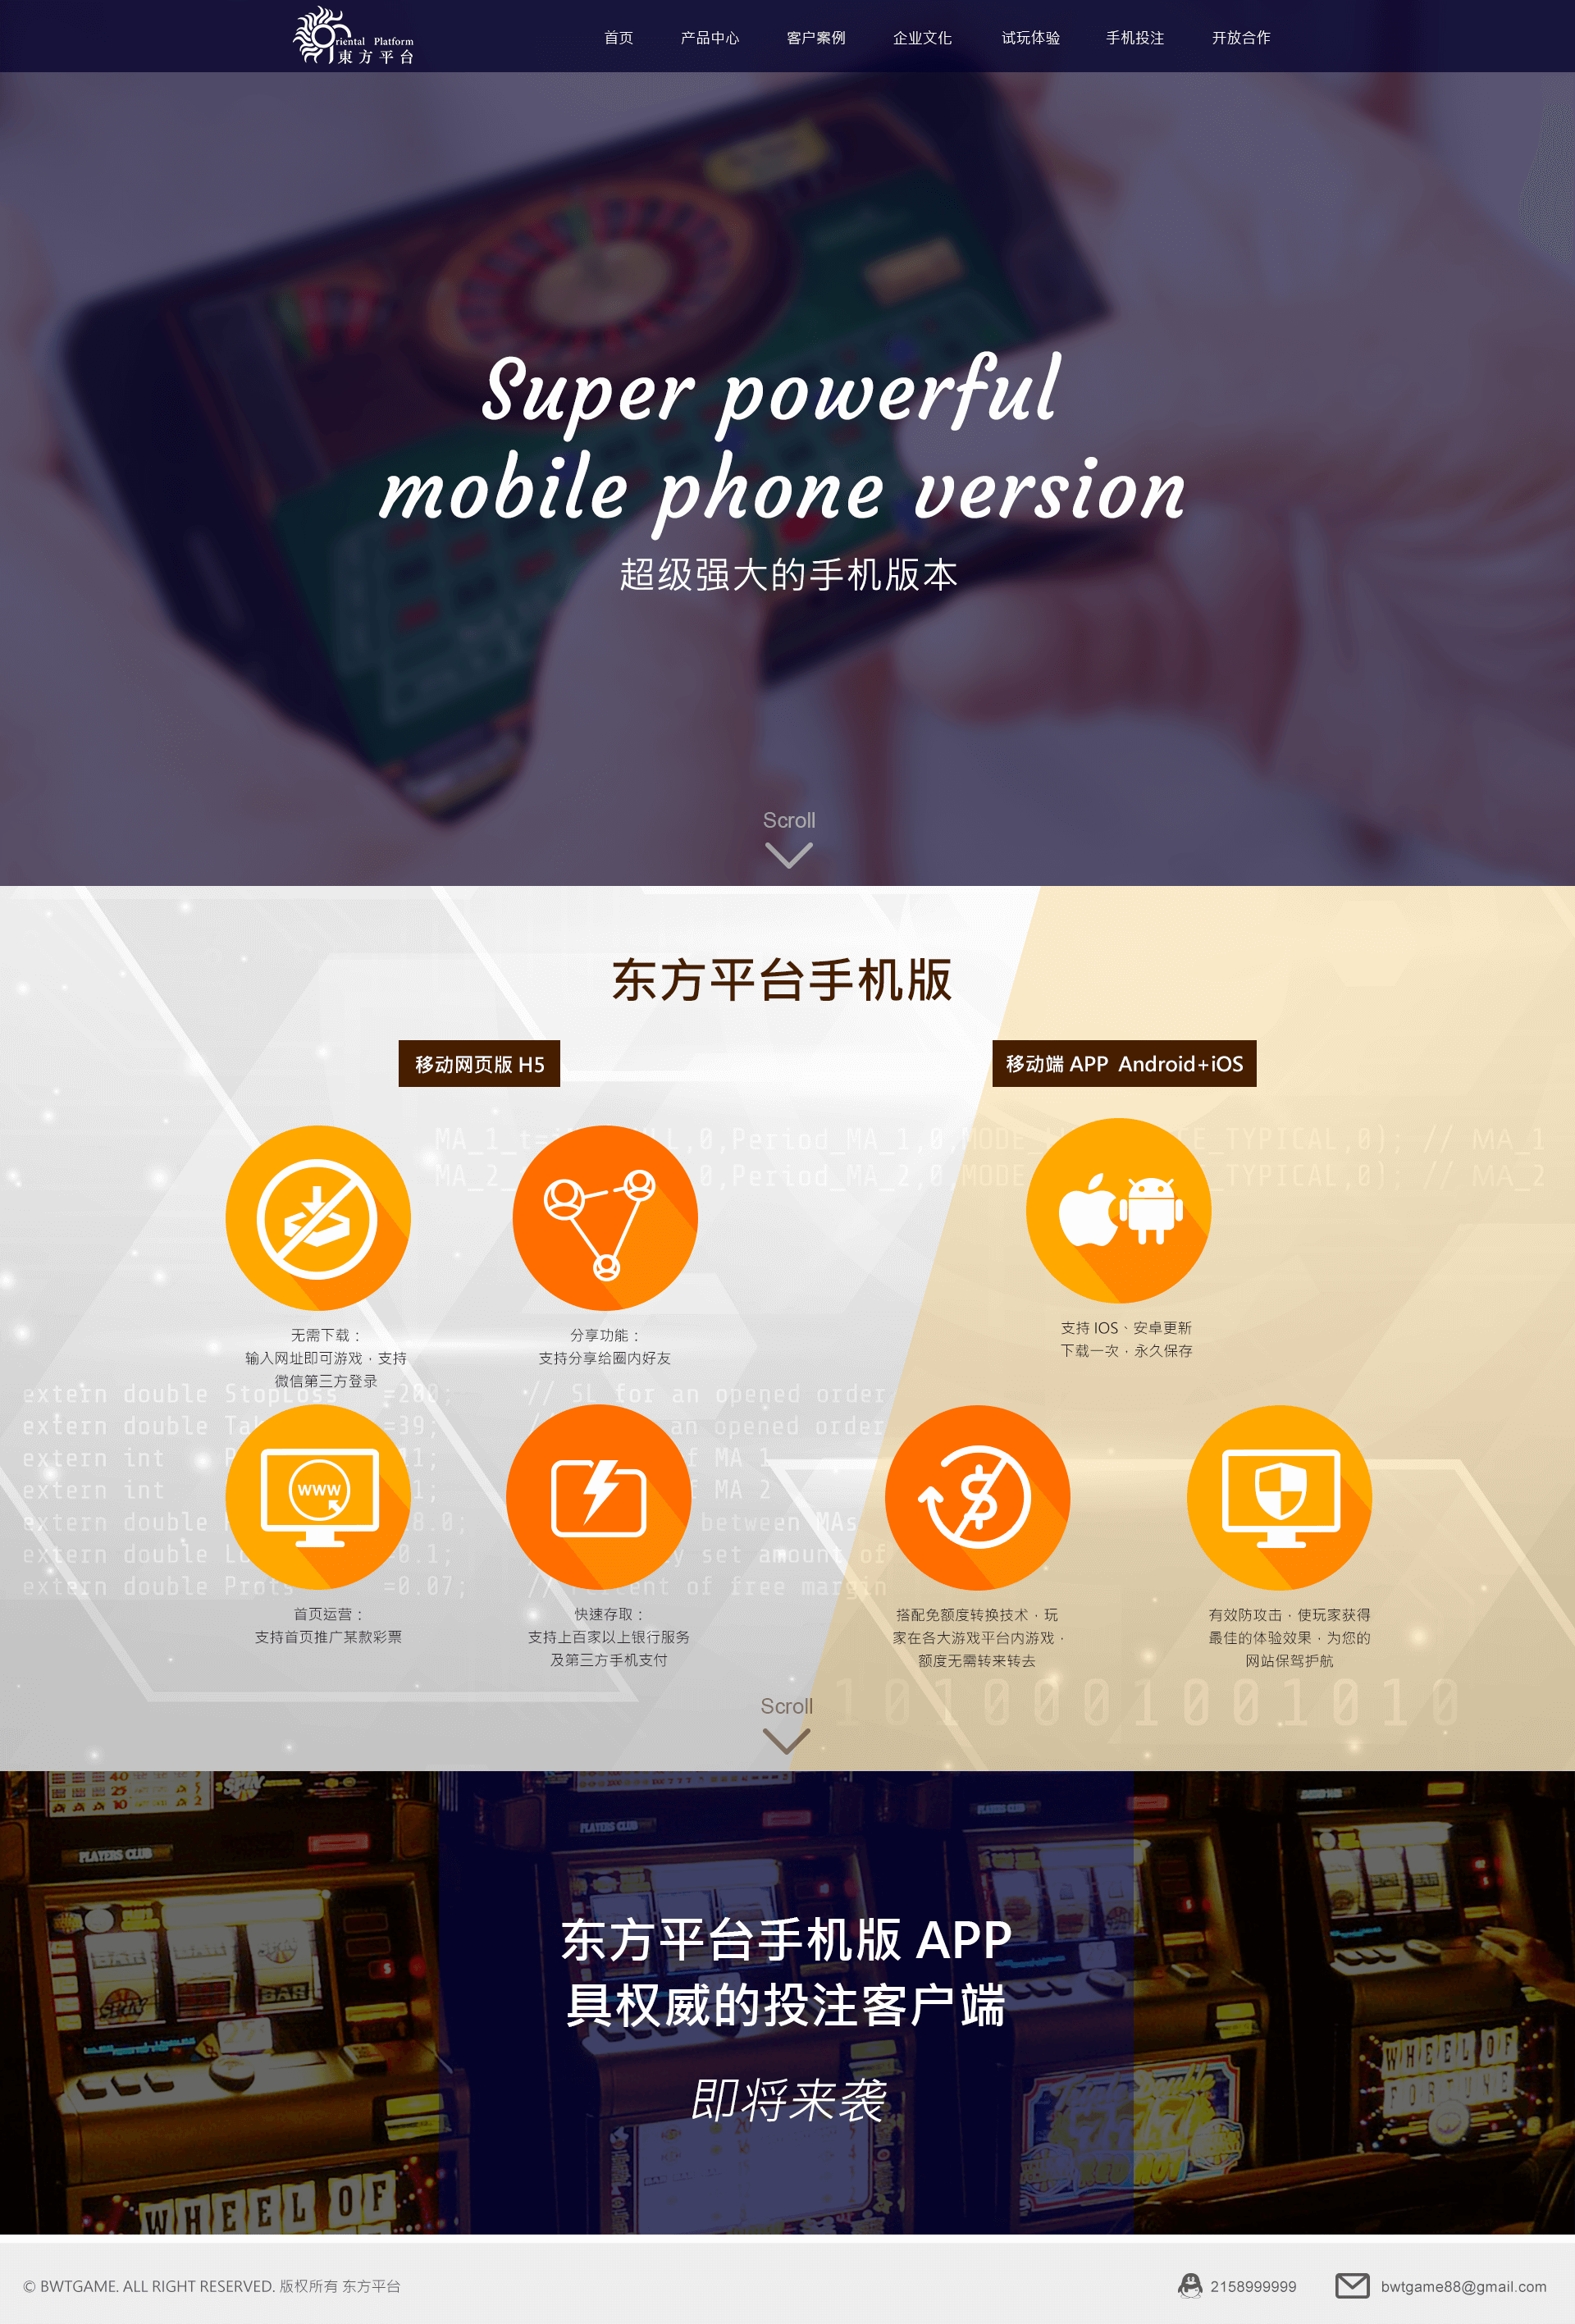 Oriental Platform
東方平台
首页 产品中心 客户案例 企业文化 试玩体验 手机投注 开放合作
Super powerful
mobile phone version
超级强大的手机版本
Scroll
东方平台手机版
移动网页版 H5
移动端 APP Android+iOS
无需下载：
输入网址即可游戏，支持
微信第三方登录
分享功能：
支持分享给圈内好友
支持 IOS、安卓更新
下载一次，永久保存
WWW
首页运营：
支持首页推广某款彩票
快速存取：
支持上百家以上银行服务
及第三方手机支付
搭配免额度转换技术，玩
家在各大游戏平台内游戏，
额度无需转来转去
有效防攻击，使玩家获得
最佳的体验效果，为您的
网站保驾护航
101000100100101010
Scroll
PLAYERS CLUB
PLAYERS CLUB
东方平台手机版 APP
具权威的投注客户端
即将来袭
WHEEL OF
WHEEL OF
FORTUNE
© BWTGAME. ALL RIGHT RESERVED. 版权所有 东方平台
2158999999
bwtgame88@gmail.com